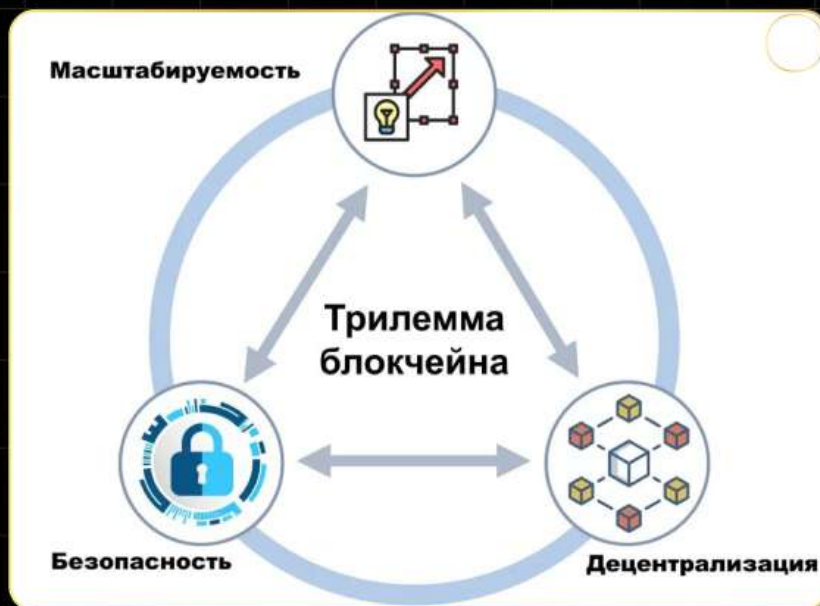 Масштабируемость
Трилемма
блокчейна
Безопасность
Децентрализация